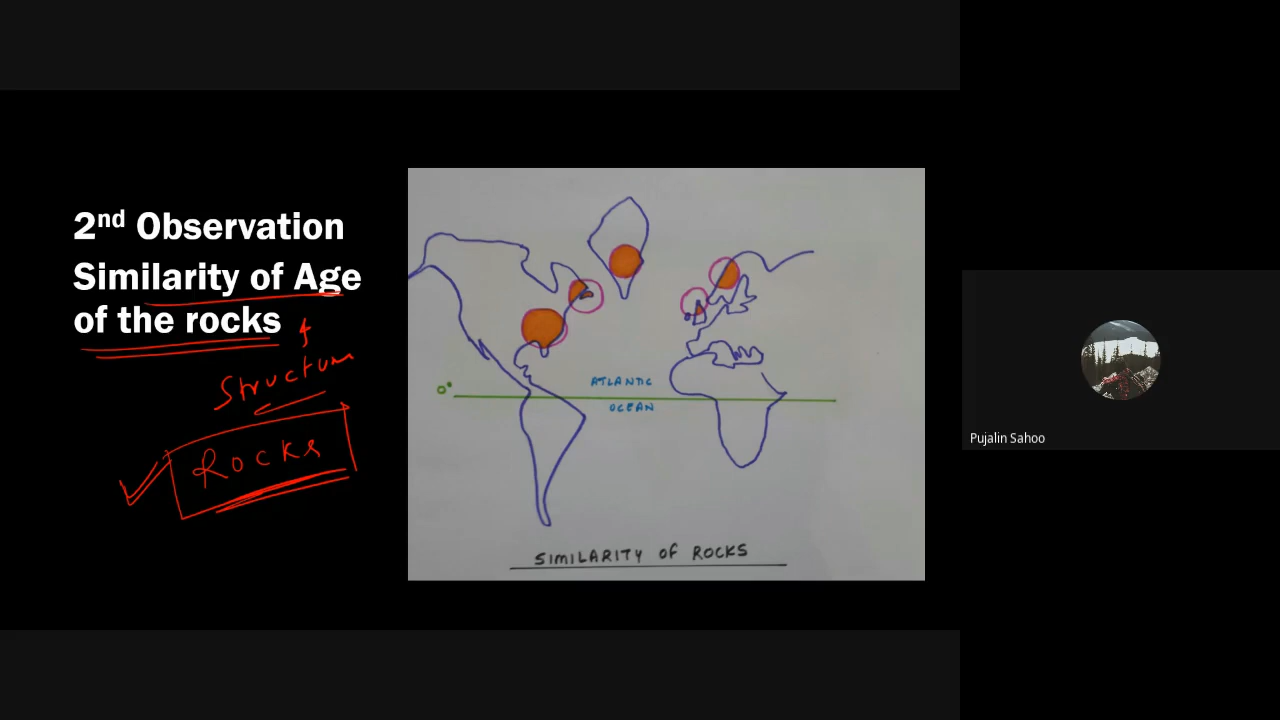 2nd Observation
Similarity of Age
of the rocks
Structure
Rocks
0°
ATLANTIC
OCEAN
SIMILARITY OF ROCKS
Pujalin Sahoo